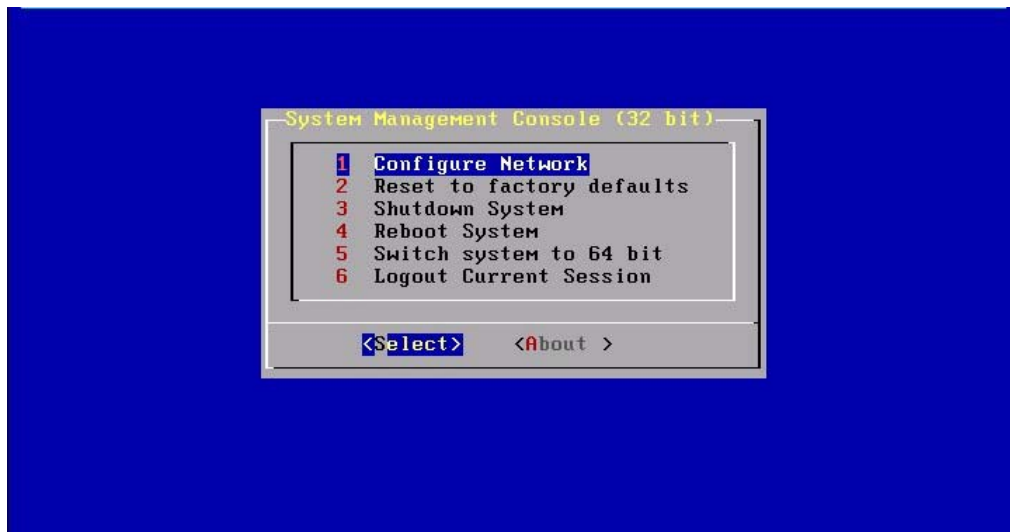 System Management Console (32 bit)
1 Configure Network
2 Reset to factory defaults
3 Shutdown System
4 Reboot System
5 Switch system to 64 bit
6 Logout Current Session
<Select> <About >